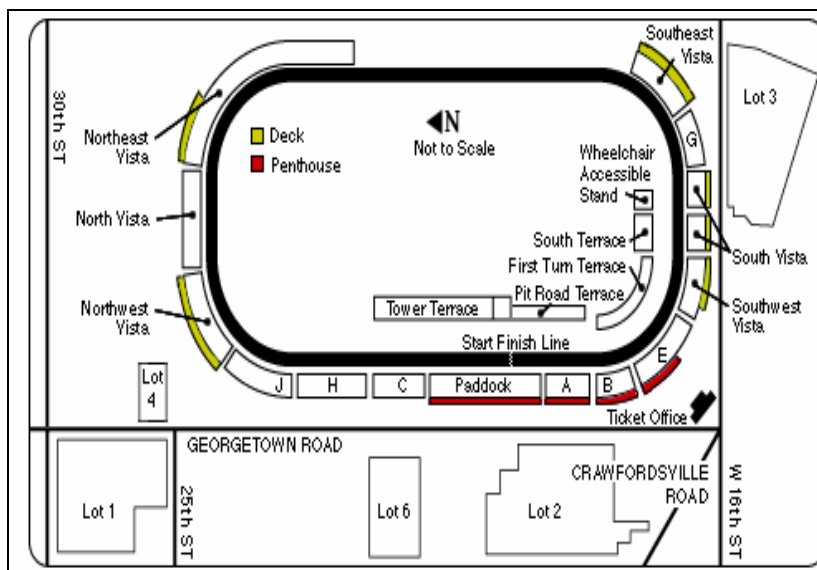 Southeast
Vista
Lot 3
30th ST
Northeast
Vista
N
Not to Scale
Deck
Penthouse
G
Wheelchair
Accessible
Stand
North Vista
South Terrace
South Vista
First Turn Terrace
Pit Road Terrace
Northwest
Vista
Tower Terrace
Southwest
Vista
Start Finish Line
Lot
4
J
H
C
Paddock
A
B
E
Ticket Office
GEORGETOWN ROAD
CRAWFORDSVILLE
ROAD
Lot 1
25th ST
Lot 6
Lot 2
W 16th ST